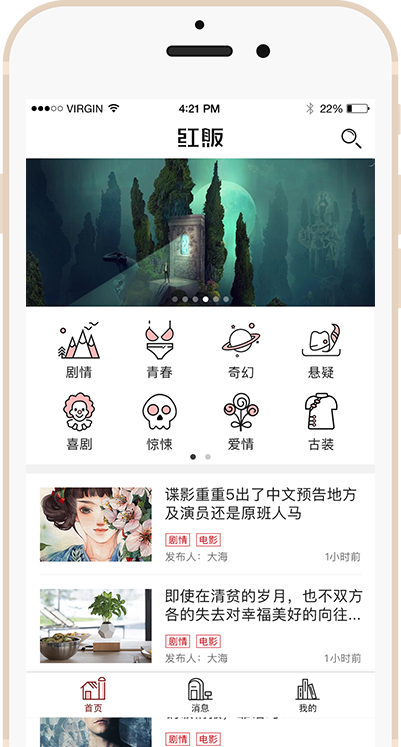 VIRGIN 4:21 PM 22%
红贩
剧情 青春 奇幻 悬疑
喜剧 惊悚 爱情 古装
谍影重重5出了中文预告地方
及演员还是原班人马
剧情 电影
发布人：大海 1小时前
即使在清贫的岁月，也不双方
各的失去对幸福美好的向往...
剧情 电影
发布人：大海 1小时前
首页 消息 我的
剧情 电影